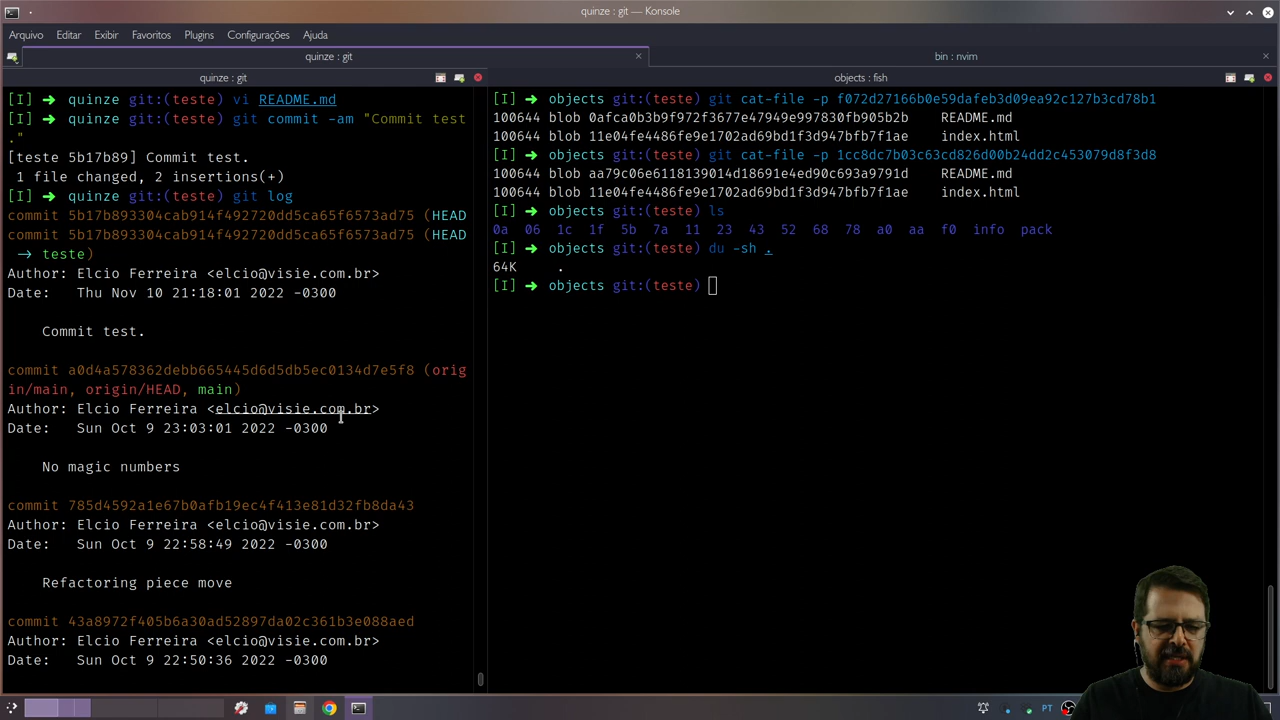 quinze : git — Konsole
Arquivo Editar Exibir Favoritos Plugins Configurações Ajuda
quinze : git
bin : nvim
quinze : git
[I] ➜ quinze git:(teste) vi README.md
[I] ➜ quinze git:(teste) git commit -am "Commit test
."
[teste 5b17b89] Commit test.
1 file changed, 2 insertions(+)
[I] ➜ quinze git:(teste) git log
commit 5b17b893304cab914f492720dd5ca65f6573ad75 (HEAD
commit 5b17b893304cab914f492720dd5ca65f6573ad75 (HEAD
→ teste)
Author: Elcio Ferreira <elcio@visie.com.br>
Date: Thu Nov 10 21:18:01 2022 -0300
Commit test.
commit a0d4a578362debb665445d6d5db5ec0134d7e5f8 (orig
in/main, origin/HEAD, main)
Author: Elcio Ferreira <elcio@visie.com.br>
Date: Sun Oct 9 23:03:01 2022 -0300
No magic numbers
commit 785d4592a1e67b0afb19ec4f413e81d32fb8da43
Author: Elcio Ferreira <elcio@visie.com.br>
Date: Sun Oct 9 22:58:49 2022 -0300
Refactoring piece move
commit 43a8972f405b6a30ad52897da02c361b3e088aed
Author: Elcio Ferreira <elcio@visie.com.br>
Date: Sun Oct 9 22:50:36 2022 -0300
objects : fish
[I] ➜ objects git:(teste) git cat-file -p f072d27166b0e59dafeb3d09ea92c127b3cd78b1
100644 blob 0afca0b3b9f972f3677e47949e997830fb905b2b README.md
100644 blob 11e04fe4486fe9e1702ad69bd1f3d947bfb7f1ae index.html
[I] ➜ objects git:(teste) git cat-file -p 1cc8dc7b03c63cd826d00b24dd2c453079d8f3d8
100644 blob aa79c06e6118139014d18691e4ed90c693a9791d README.md
100644 blob 11e04fe4486fe9e1702ad69bd1f3d947bfb7f1ae index.html
[I] ➜ objects git:(teste) ls
0a 06 1c 1f 5b 7a 11 23 43 52 68 78 a0 aa f0 info pack
[I] ➜ objects git:(teste) du -sh .
64K .
[I] ➜ objects git:(teste)
PT